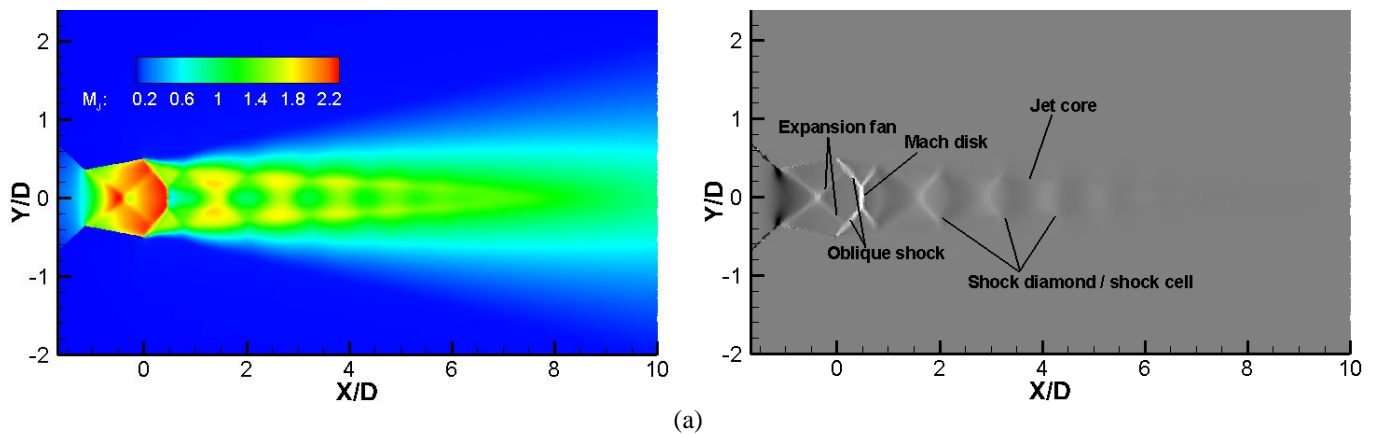 2
1
0
-1
-2
Y/D
M_J: 0.2 0.6 1 1.4 1.8 2.2
0 2 4 6 8 10
X/D
2
1
0
-1
-2
Y/D
Jet core
Expansion fan
Mach disk
Oblique shock
Shock diamond / shock cell
0 2 4 6 8 10
X/D
(a)